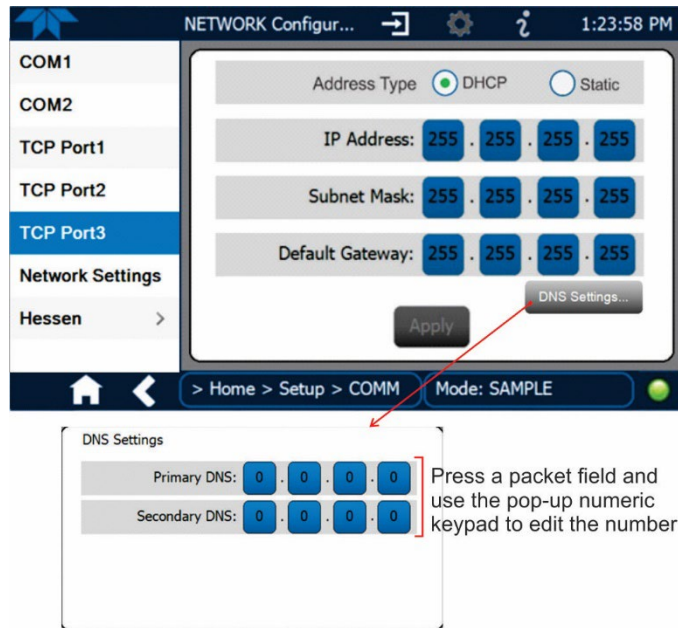 NETWORK Configur... 1:23:58 PM
COM1
COM2
TCP Port1
TCP Port2
TCP Port3
Network Settings
Hessen >
Address Type DHCP Static
IP Address: 255 . 255 . 255 . 255
Subnet Mask: 255 . 255 . 255 . 255
Default Gateway: 255 . 255 . 255 . 255
DNS Settings...
Apply
> Home > Setup > COMM Mode: SAMPLE
DNS Settings
Primary DNS: 0 . 0 . 0 . 0
Secondary DNS: 0 . 0 . 0 . 0
Press a packet field and
use the pop-up numeric
keypad to edit the number